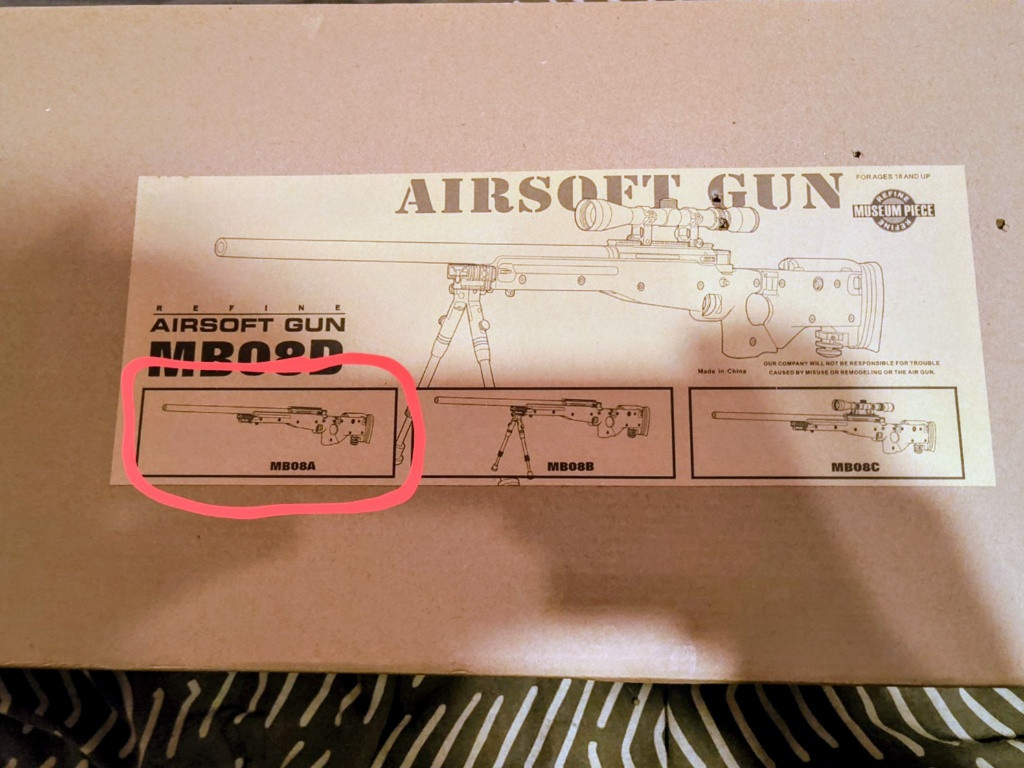 AIRSOFT GUN
FOR AGES 18 AND UP
REFINE
MUSEUM PIECE
REFINE
REFINE
AIRSOFT GUN
MB08D
Made in China
OUR COMPANY WILL NOT BE RESPONSIBLE FOR TROUBLE
CAUSED BY MISUSE OR REMODELING OR THE AIR GUN.
MB08A
MB08B
MB08C